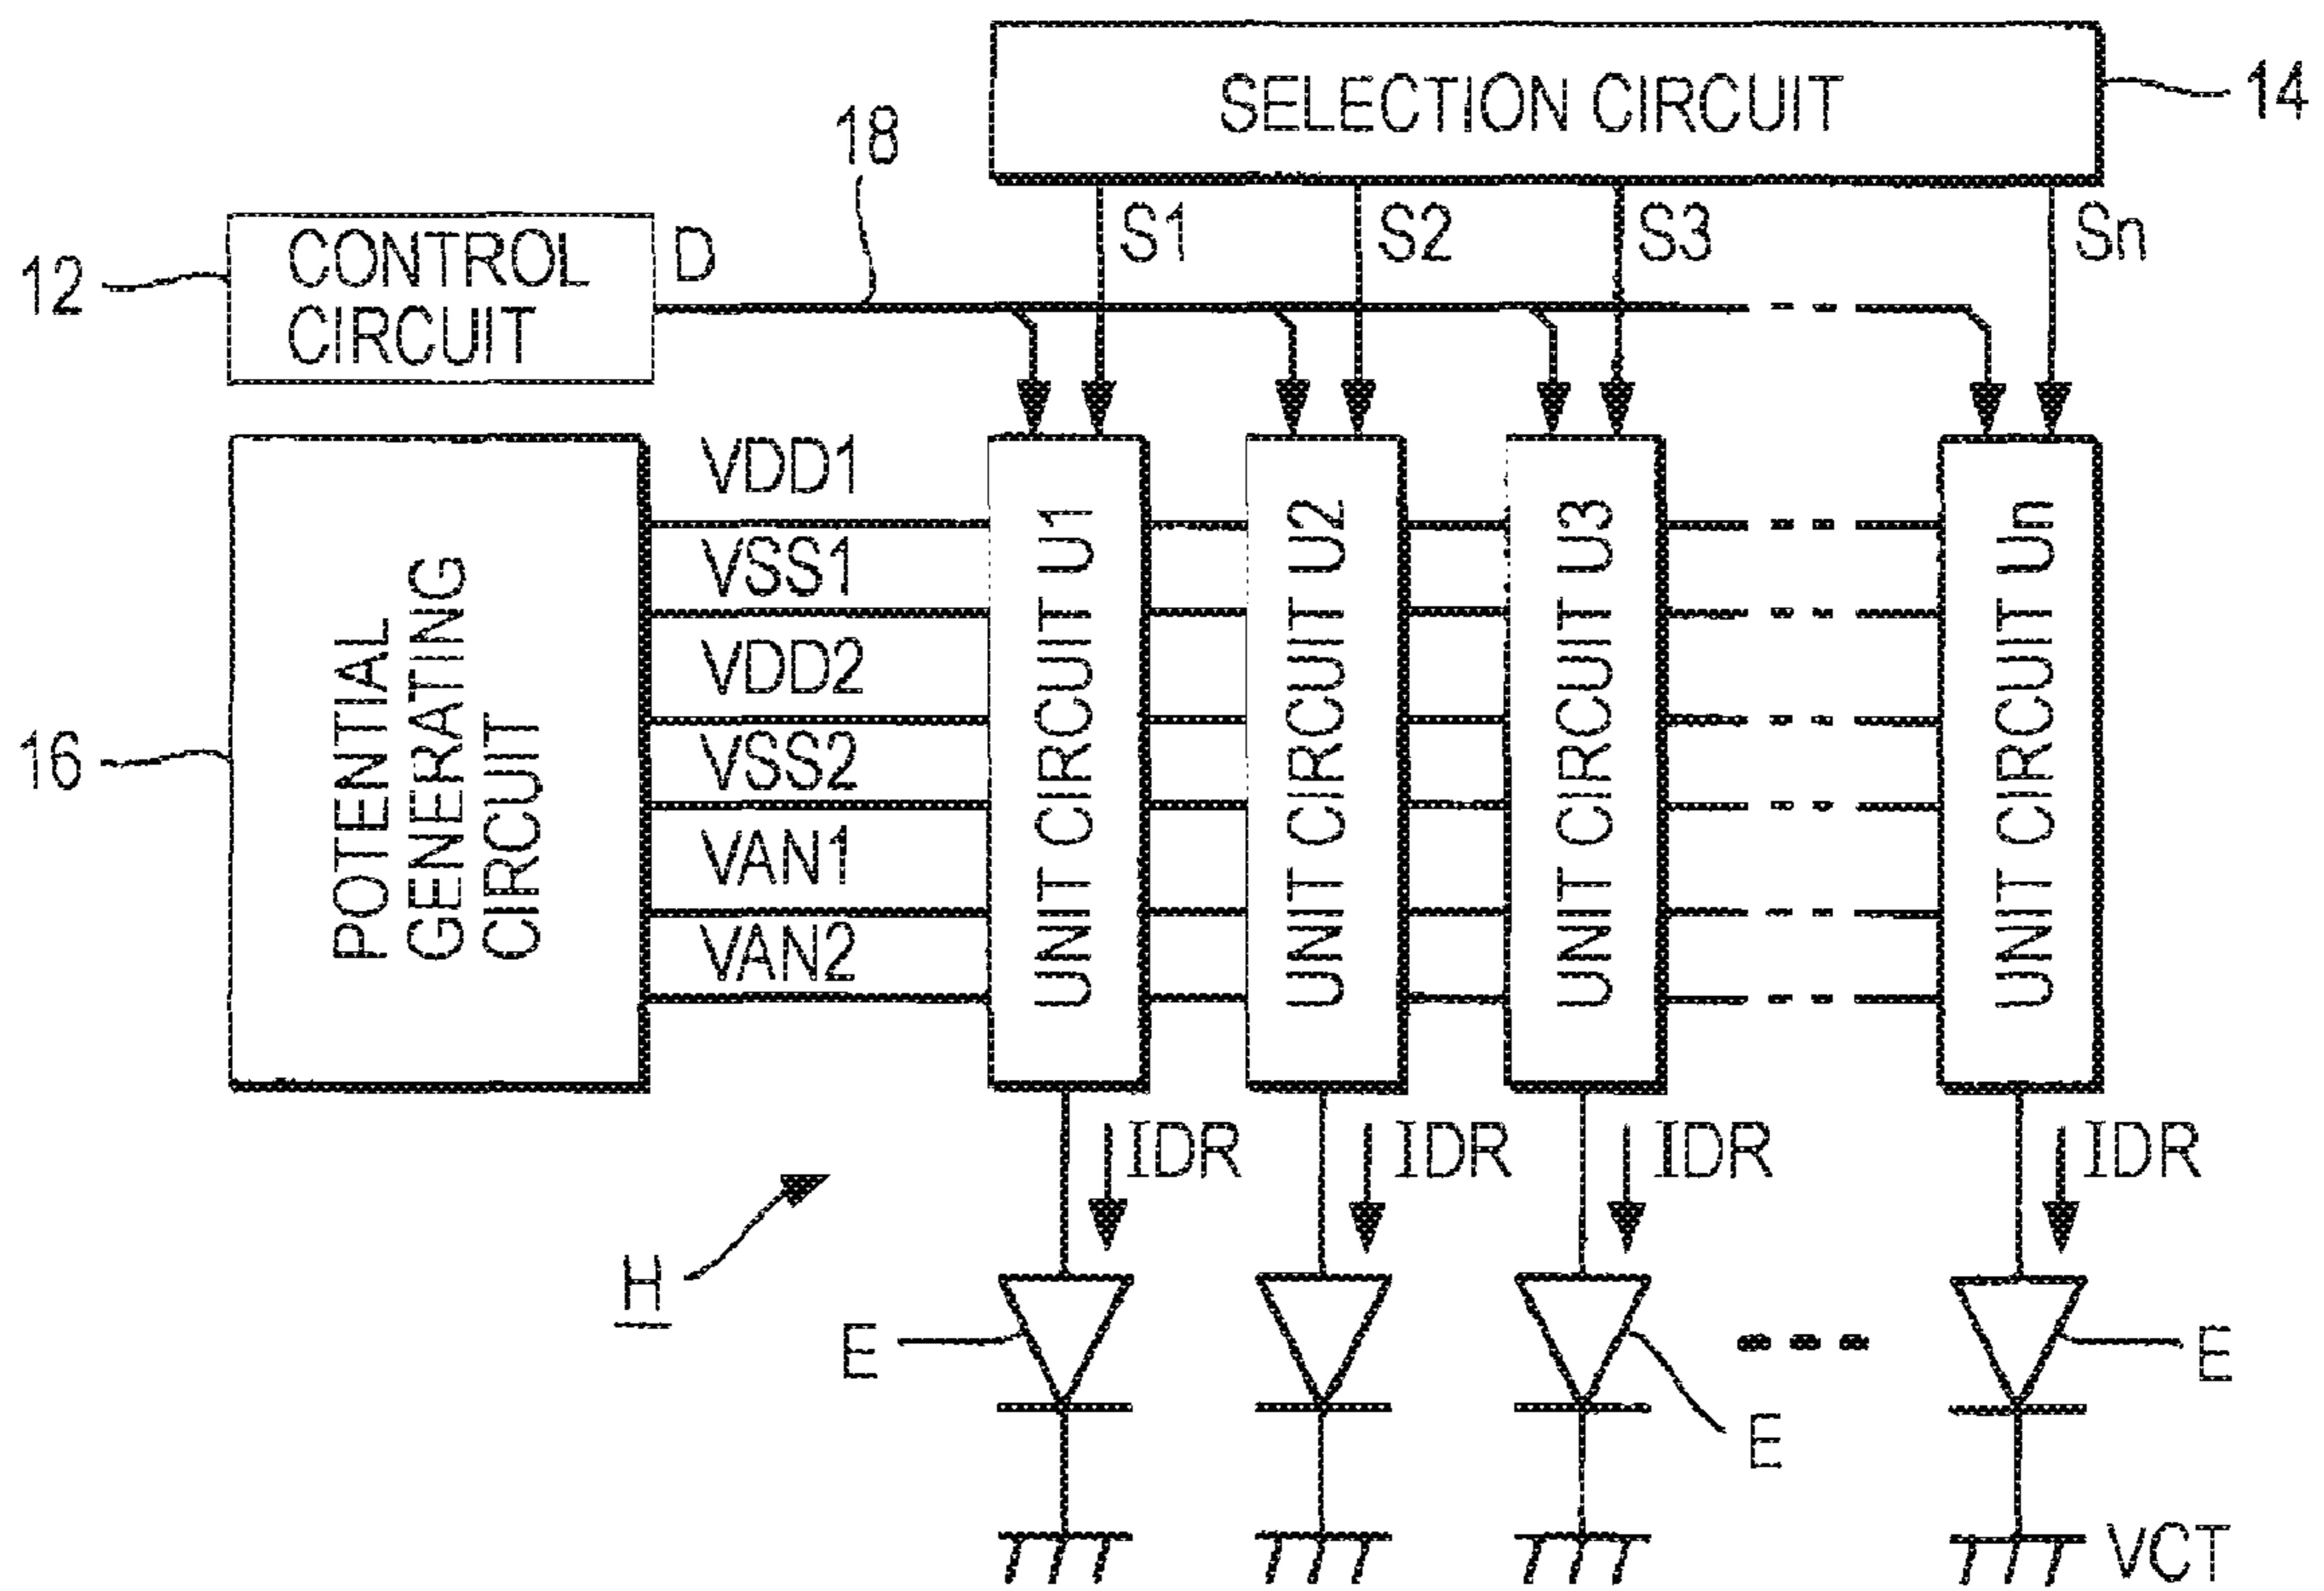 SELECTION CIRCUIT
14
18
S1
S2
S3
Sn
12
CONTROL
CIRCUIT
D
VDD1
VSS1
VDD2
VSS2
VAN1
VAN2
16
POTENTIAL
GENERATING
CIRCUIT
UNIT CIRCUIT U1
UNIT CIRCUIT U2
UNIT CIRCUIT U3
UNIT CIRCUIT Un
IDR
IDR
IDR
IDR
H
E
E
E
VCT